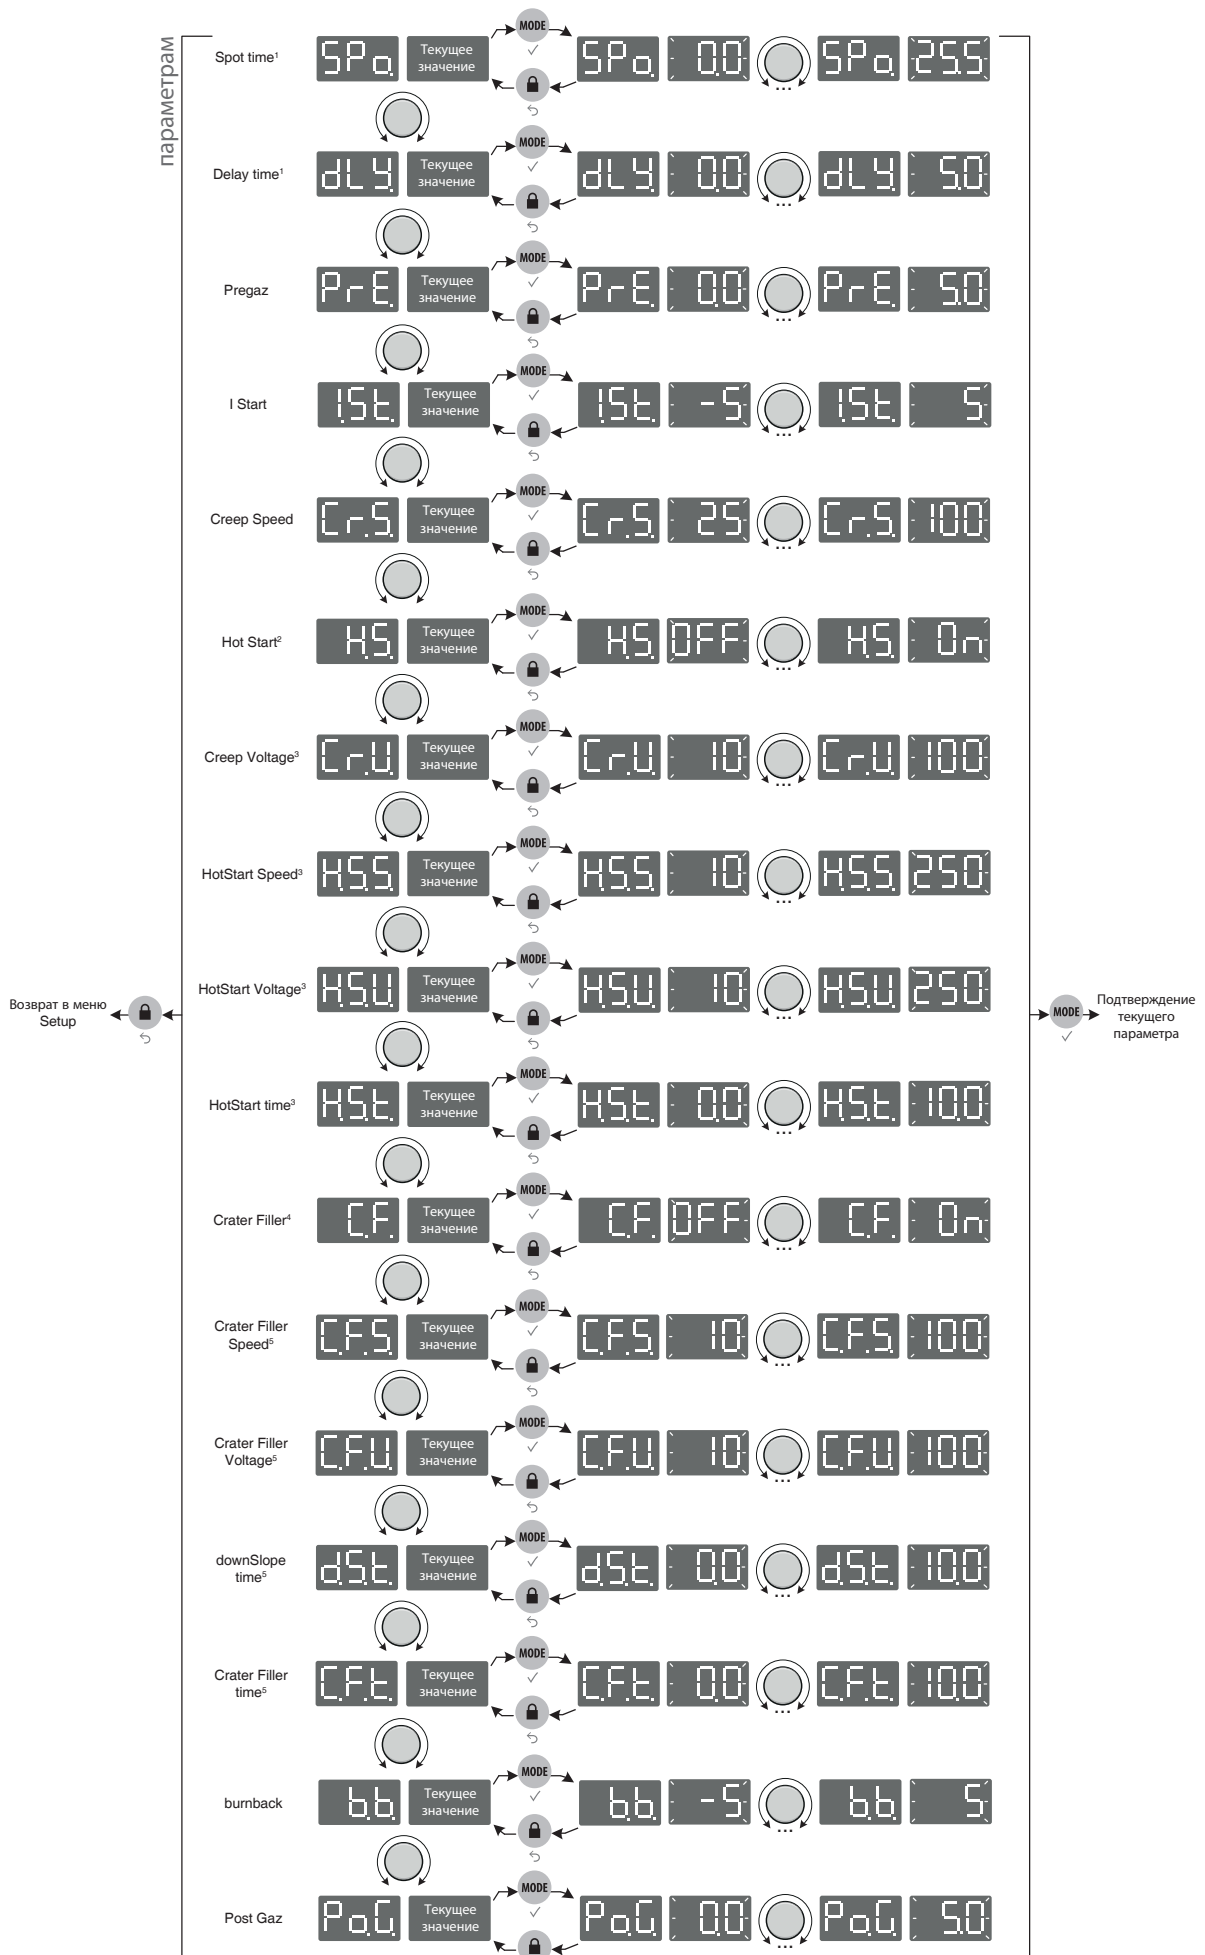 параметрам
MODE
Spot time¹ SPo. Текущее значение SPo. 0.0 ... SPo. 25.5
MODE
Delay time¹ dLY. Текущее значение dLY. 0.0 ... dLY. 5.0
MODE
Pregaz PrE. Текущее значение PrE. 0.0 ... PrE. 5.0
MODE
I Start I.St. Текущее значение I.St. -5 ... I.St. 5
MODE
Creep Speed Cr.S. Текущее значение Cr.S. 25 ... Cr.S. 100
MODE
Hot Start² H.S. Текущее значение H.S. OFF ... H.S. On
MODE
Creep Voltage³ Cr.U. Текущее значение Cr.U. 10 ... Cr.U. 100
MODE
HotStart Speed³ H.S.S. Текущее значение H.S.S. 10 ... H.S.S. 250
MODE
HotStart Voltage³ H.S.U. Текущее значение H.S.U. 10 ... H.S.U. 250
Возврат в меню
Setup
MODE
Подтверждение
текущего
параметра
MODE
HotStart time³ H.S.t. Текущее значение H.S.t. 0.0 ... H.S.t. 10.0
MODE
Crater Filler⁴ C.F. Текущее значение C.F. OFF ... C.F. On
MODE
Crater Filler
Speed⁵ C.F.S. Текущее значение C.F.S. 10 ... C.F.S. 100
MODE
Crater Filler
Voltage⁵ C.F.U. Текущее значение C.F.U. 10 ... C.F.U. 100
MODE
downSlope
time⁵ d.S.t. Текущее значение d.S.t. 0.0 ... d.S.t. 10.0
MODE
Crater Filler
time⁵ C.F.t. Текущее значение C.F.t. 0.0 ... C.F.t. 10.0
MODE
burnback b.b. Текущее значение b.b. -5 ... b.b. 5
MODE
Post Gaz Po.G. Текущее значение Po.G. 0.0 ... Po.G. 5.0